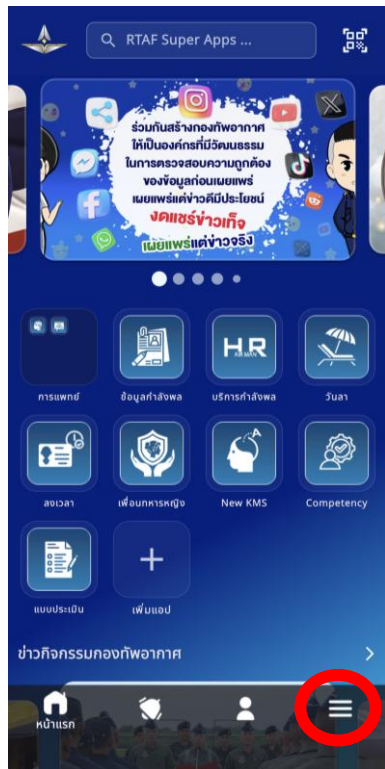 RTAF Super Apps ...
ร่วมกันสร้างกองทัพอากาศ
ให้เป็นองค์กรที่มีวัฒนธรรม
ในการตรวจสอบความถูกต้อง
ของข้อมูลก่อนเผยแพร่
เผยแพร่แต่ข่าวดีมีประโยชน์
งดแชร์ข่าวเท็จ
เผยแพร่แต่ข่าวจริง
HR
การแพทย์
ข้อมูลกำลังพล
บริการกำลังพล
วันลา
ลงเวลา
เพื่อนทหารหญิง
New KMS
Competency
แบบประเมิน
เพิ่มแอป
ข่าวกิจกรรมกองทัพอากาศ
หน้าแรก